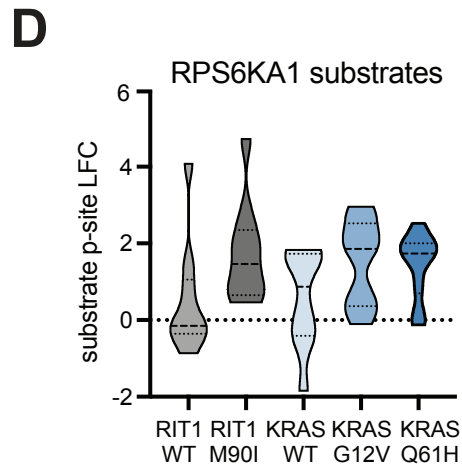 D
RPS6KA1 substrates
substrate p-site LFC
6
4
2
0
-2
RIT1 RIT1 KRAS KRAS KRAS
WT M90I WT G12V Q61H